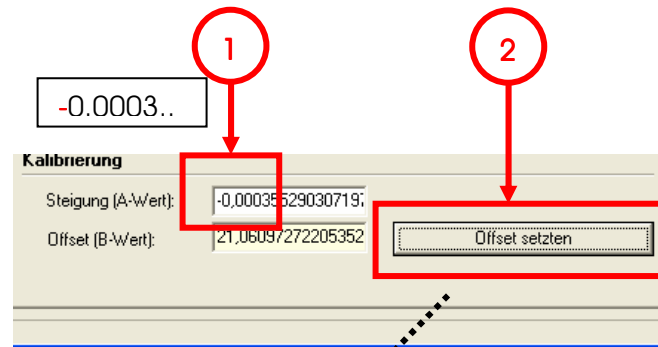 1 2
-0.0003..
Kalibrierung
Steigung (A-Wert): -0,00035529030719
Offset (B-Wert): 21,06097272205352 Offset setzten